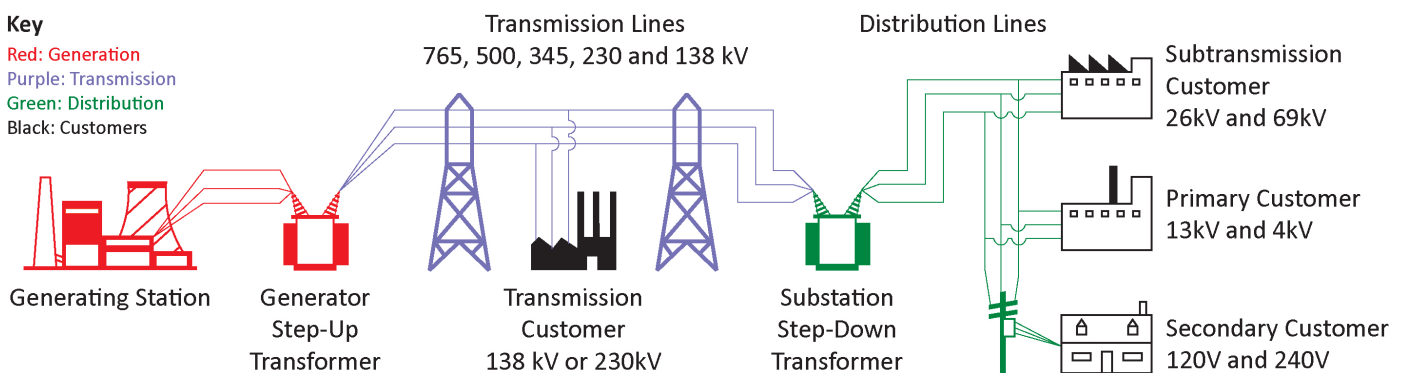 Key
Red: Generation
Purple: Transmission
Green: Distribution
Black: Customers
Transmission Lines
765, 500, 345, 230 and 138 kV
Distribution Lines
Subtransmission
Customer
26kV and 69kV
Primary Customer
13kV and 4kV
Secondary Customer
120V and 240V
Generating Station
Generator
Step-Up
Transformer
Transmission
Customer
138 kV or 230kV
Substation
Step-Down
Transformer